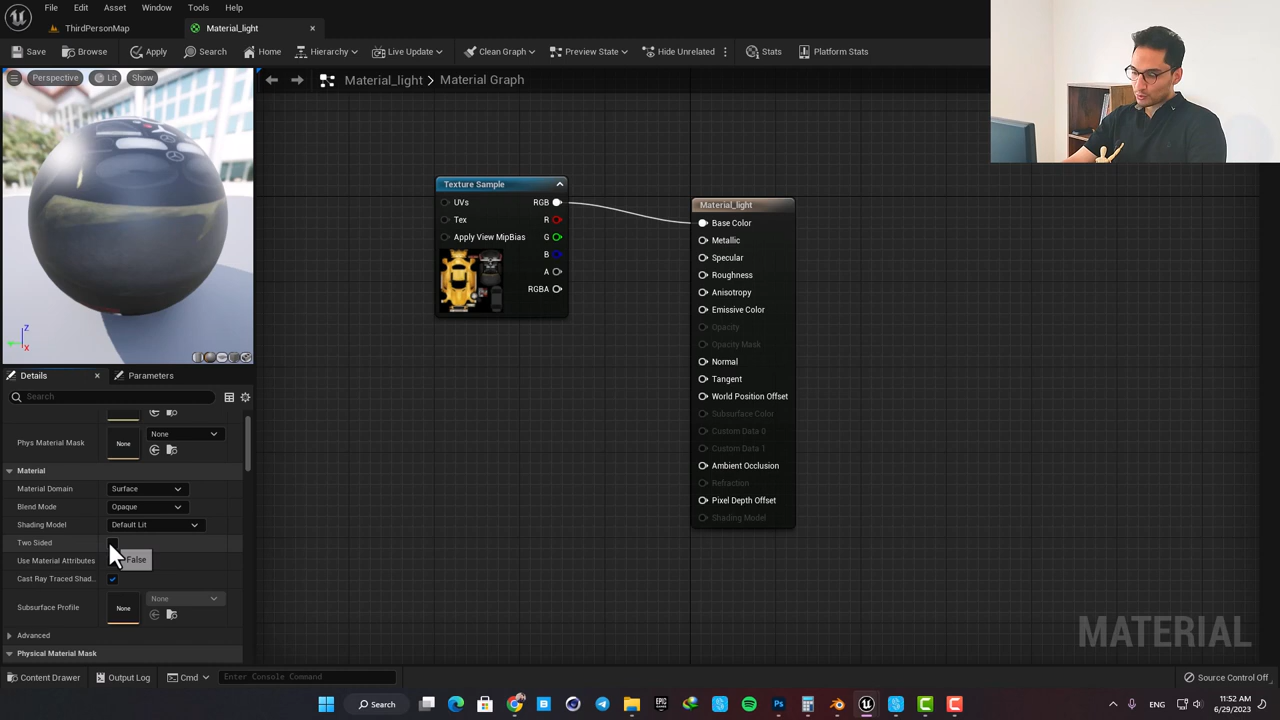 File Edit Asset Window Tools Help
ThirdPersonMap Material_light
Save Browse Apply Search Home Hierarchy Live Update Clean Graph Preview State Hide Unrelated Stats Platform Stats
Perspective Lit Show
Material_light > Material Graph
Texture Sample
UVs RGB
Tex R
Apply View MipBias G
B
A
RGBA
Material_light
Base Color
Metallic
Specular
Roughness
Anisotropy
Emissive Color
Opacity
Opacity Mask
Normal
Tangent
World Position Offset
Subsurface Color
Custom Data 0
Custom Data 1
Ambient Occlusion
Refraction
Pixel Depth Offset
Shading Model
Z
X
Details Parameters
Search
Phys Material Mask None None
Material
Material Domain Surface
Blend Mode Opaque
Shading Model Default Lit
Two Sided
False
Use Material Attributes
Cast Ray Traced Shad..
Subsurface Profile None None
Advanced
Physical Material Mask
MATERIAL
Content Drawer Output Log Cmd Enter Console Command Source Control Off
Search
EPIC GAMES
Ps
ENG
11:52 AM
6/29/2023